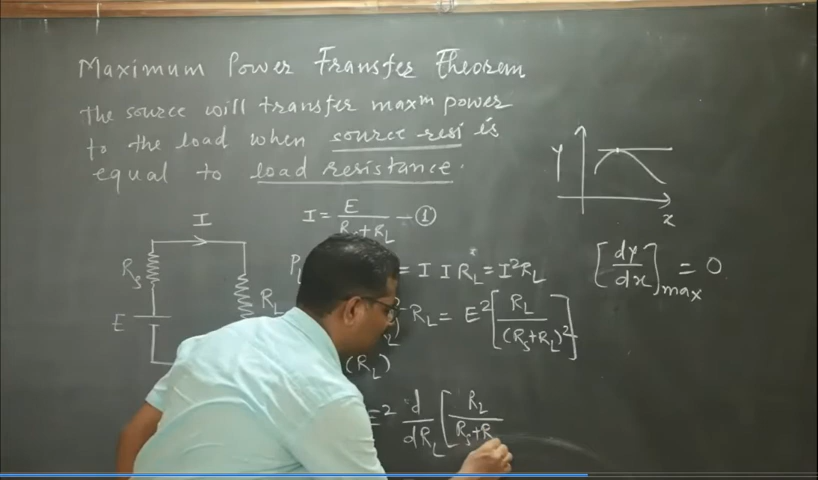 Maximum Power Transfer Theorem
The source will transfer maxm power
to the load when source resi is
equal to load resistance.
Y
x
[dy/dx]max = 0
I
Rs
E
RL
I = E/(Rs+RL) —①
PL = I I RL = I²RL
RL = E² [RL/(Rs+RL)²]
(RL)
E² d/dRL [RL/(Rs+R